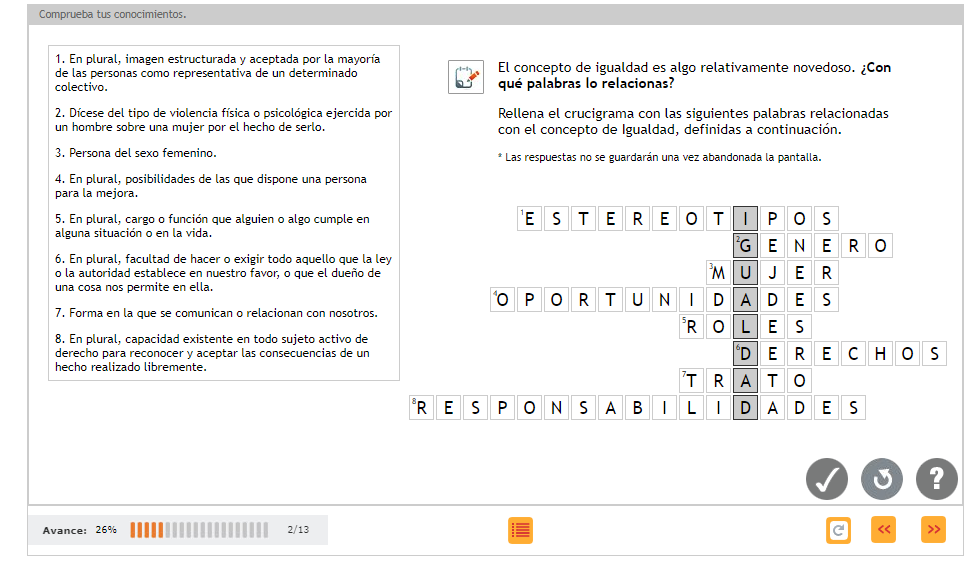 Comprueba tus conocimientos.
1. En plural, imagen estructurada y aceptada por la mayoría
de las personas como representativa de un determinado
colectivo.
2. Dícese del tipo de violencia física o psicológica ejercida por
un hombre sobre una mujer por el hecho de serlo.
3. Persona del sexo femenino.
4. En plural, posibilidades de las que dispone una persona
para la mejora.
5. En plural, cargo o función que alguien o algo cumple en
alguna situación o en la vida.
6. En plural, facultad de hacer o exigir todo aquello que la ley
o la autoridad establece en nuestro favor, o que el dueño de
una cosa nos permite en ella.
7. Forma en la que se comunican o relacionan con nosotros.
8. En plural, capacidad existente en todo sujeto activo de
derecho para reconocer y aceptar las consecuencias de un
hecho realizado libremente.
El concepto de igualdad es algo relativamente novedoso. ¿Con
qué palabras lo relacionas?
Rellena el crucigrama con las siguientes palabras relacionadas
con el concepto de Igualdad, definidas a continuación.
* Las respuestas no se guardarán una vez abandonada la pantalla.
1 E S T E R E O T I P O S
2 G E N E R O
3 M U J E R
4 O P O R T U N I D A D E S
5 R O L E S
6 D E R E C H O S
7 T R A T O
8 R E S P O N S A B I L I D A D E S
?
Avance: 26% 2/13 << >>